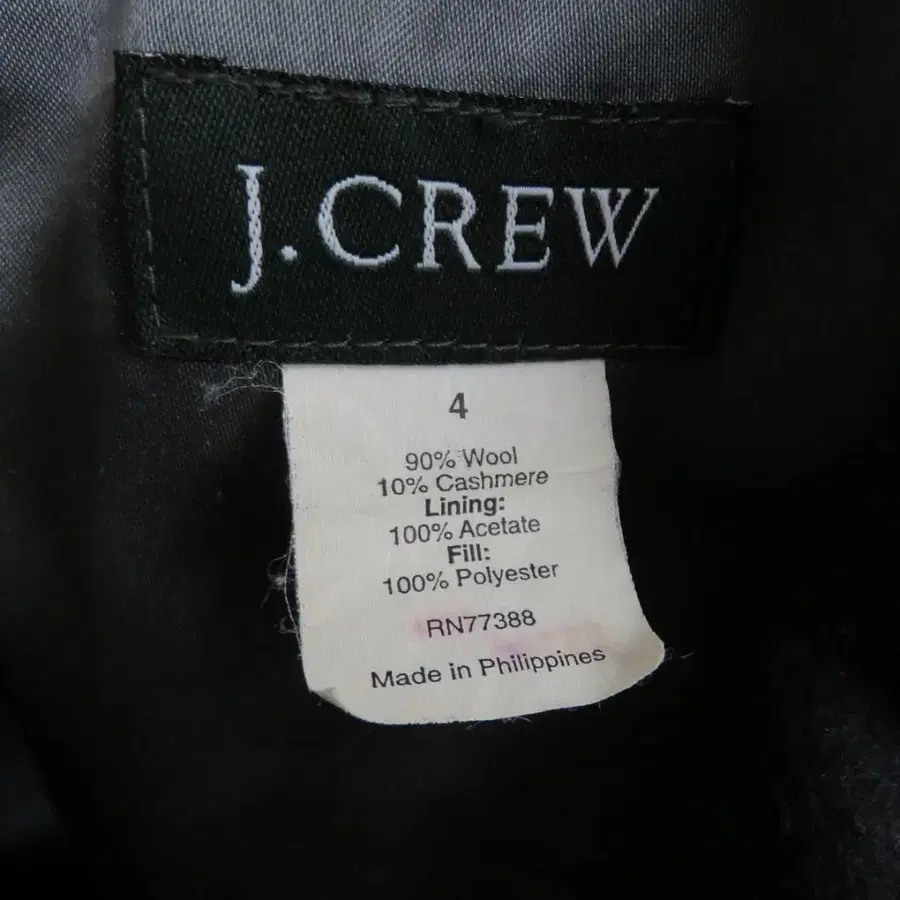 J.CREW
4
90% Wool
10% Cashmere
Lining:
100% Acetate
Fill:
100% Polyester
RN77388
Made in Philippines